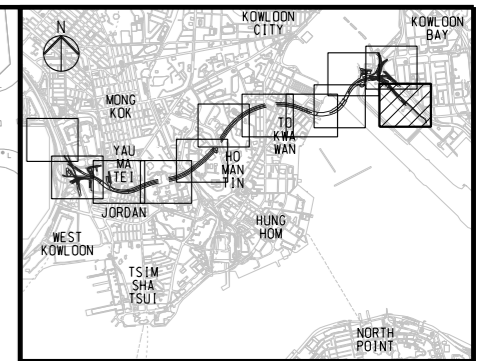 KOWLOON
CITY
KOWLOON
BAY
N
MONG
KOK
TO
KWA
WAN
YAU
MA
TEI
HO
MAN
TIN
JORDAN
HUNG
HOM
WEST
KOWLOON
TSIM
SHA
TSUI
NORTH
POINT